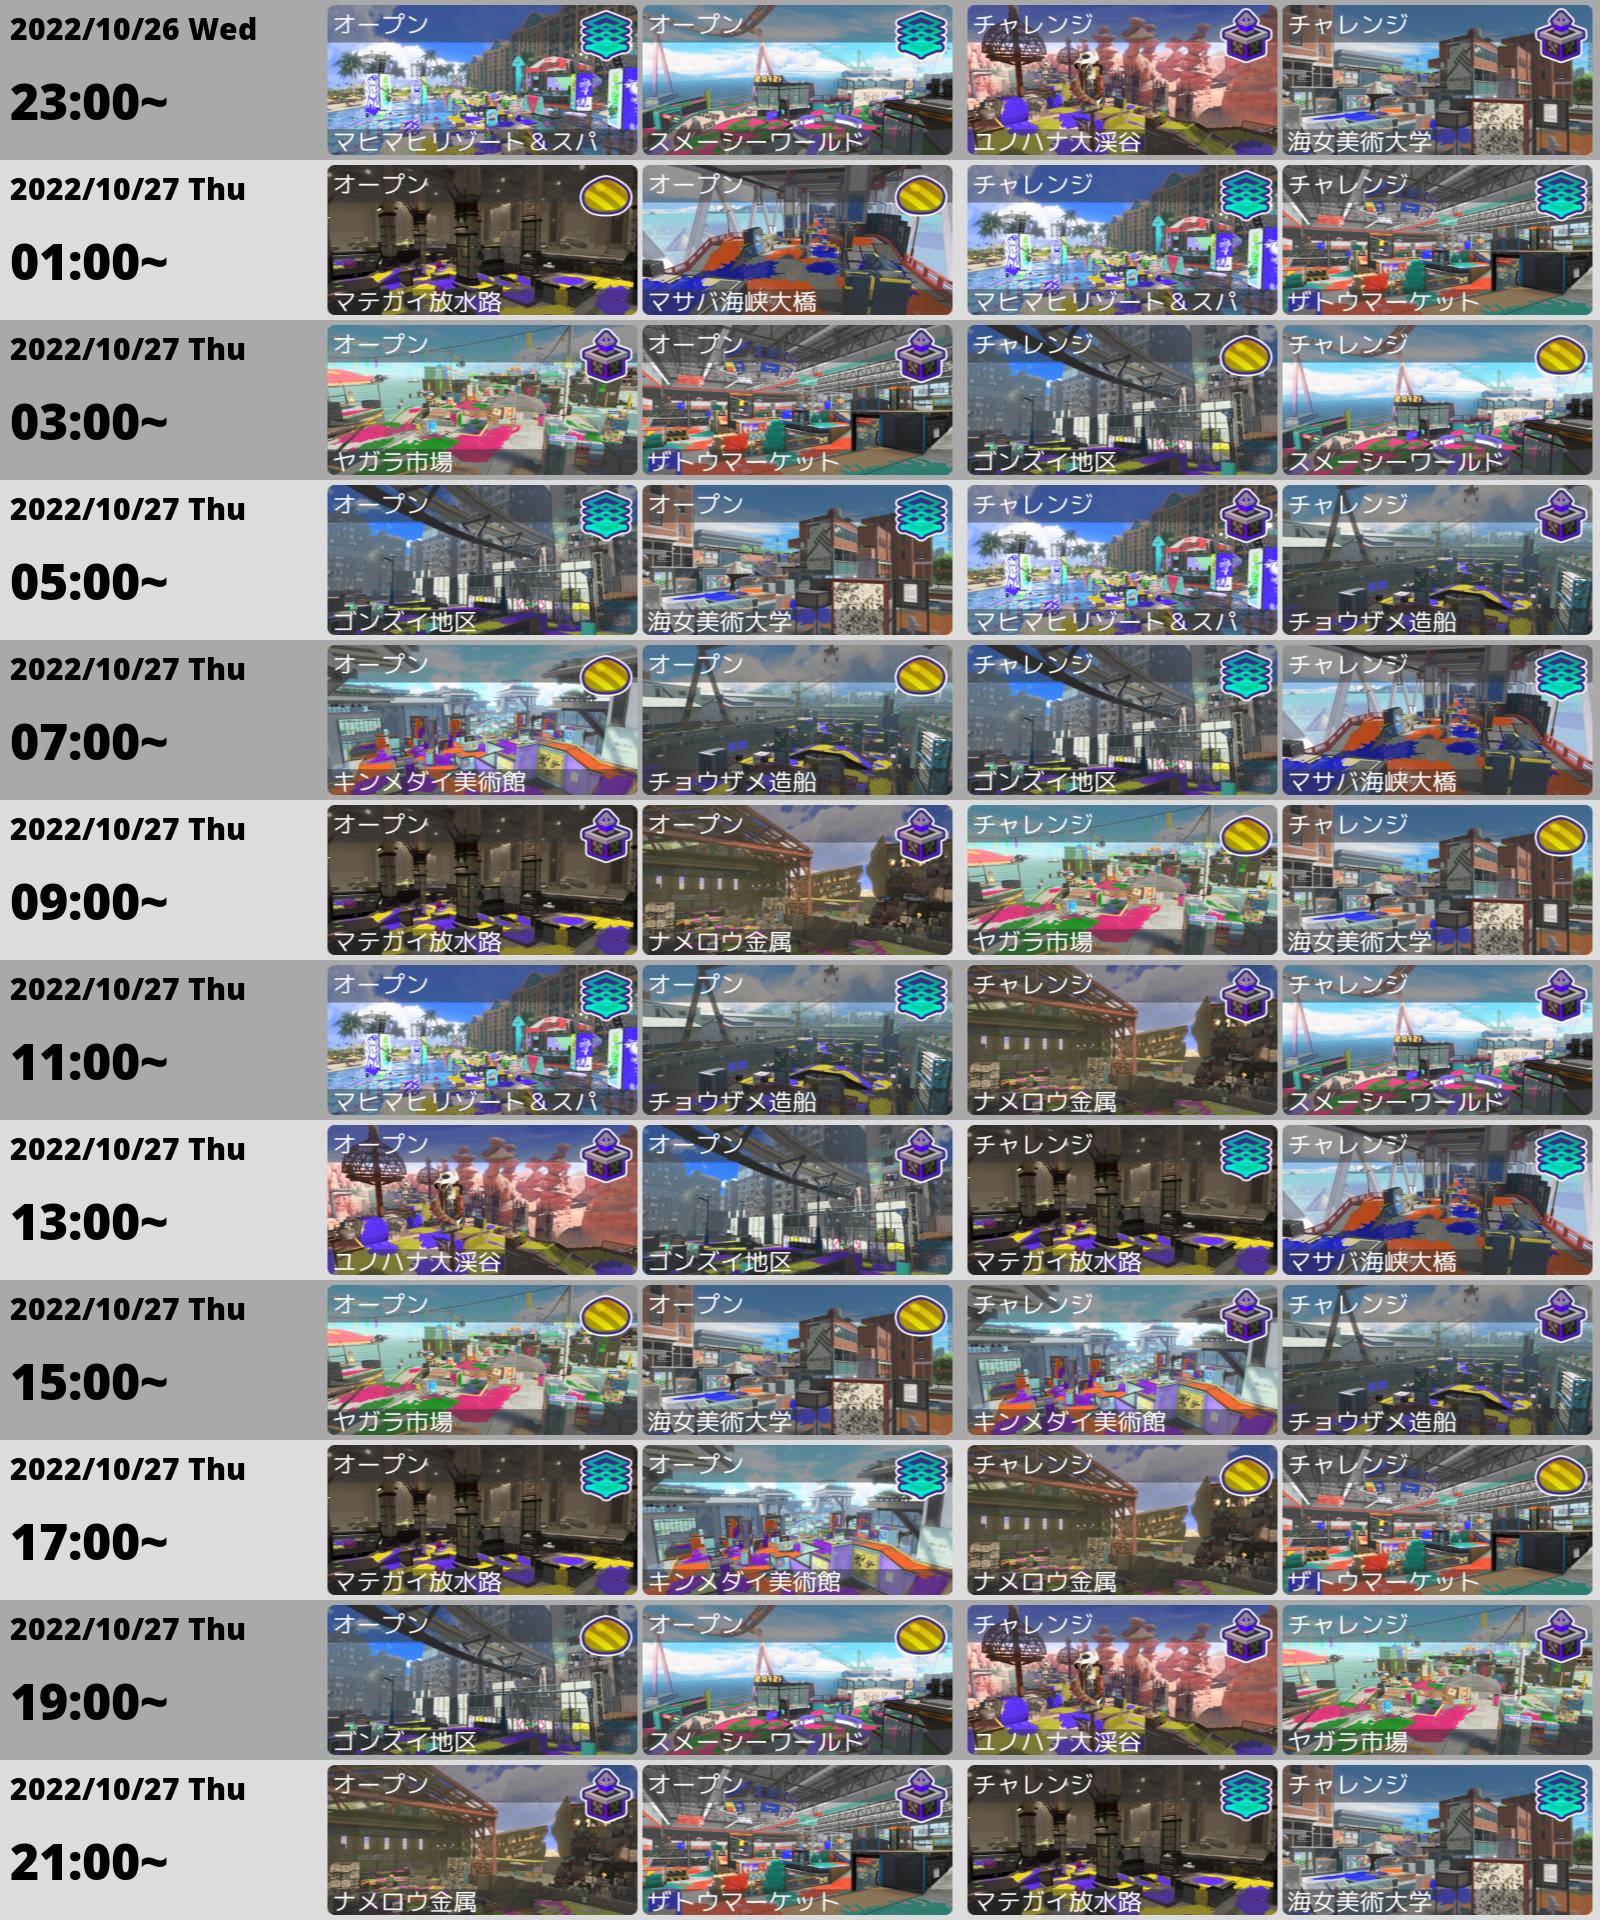 2022/10/26 Wed
23:00~
オープン
マヒマヒリゾート＆スパ
オープン
スメーシーワールド
チャレンジ
ユノハナ大渓谷
チャレンジ
海女美術大学
2022/10/27 Thu
01:00~
オープン
マテガイ放水路
オープン
マサバ海峡大橋
チャレンジ
マヒマヒリゾート＆スパ
チャレンジ
ザトウマーケット
2022/10/27 Thu
03:00~
オープン
ヤガラ市場
オープン
ザトウマーケット
チャレンジ
ゴンズイ地区
チャレンジ
スメーシーワールド
2022/10/27 Thu
05:00~
オープン
ゴンズイ地区
オープン
海女美術大学
チャレンジ
マヒマヒリゾート＆スパ
チャレンジ
チョウザメ造船
2022/10/27 Thu
07:00~
オープン
キンメダイ美術館
オープン
チョウザメ造船
チャレンジ
ゴンズイ地区
チャレンジ
マサバ海峡大橋
2022/10/27 Thu
09:00~
オープン
マテガイ放水路
オープン
ナメロウ金属
チャレンジ
ヤガラ市場
チャレンジ
海女美術大学
2022/10/27 Thu
11:00~
オープン
マヒマヒリゾート＆スパ
オープン
チョウザメ造船
チャレンジ
ナメロウ金属
チャレンジ
スメーシーワールド
2022/10/27 Thu
13:00~
オープン
ユノハナ大渓谷
オープン
ゴンズイ地区
チャレンジ
マテガイ放水路
チャレンジ
マサバ海峡大橋
2022/10/27 Thu
15:00~
オープン
ヤガラ市場
オープン
海女美術大学
チャレンジ
キンメダイ美術館
チャレンジ
チョウザメ造船
2022/10/27 Thu
17:00~
オープン
マテガイ放水路
オープン
キンメダイ美術館
チャレンジ
ナメロウ金属
チャレンジ
ザトウマーケット
2022/10/27 Thu
19:00~
オープン
ゴンズイ地区
オープン
スメーシーワールド
チャレンジ
ユノハナ大渓谷
チャレンジ
ヤガラ市場
2022/10/27 Thu
21:00~
オープン
ナメロウ金属
オープン
ザトウマーケット
チャレンジ
マテガイ放水路
チャレンジ
海女美術大学